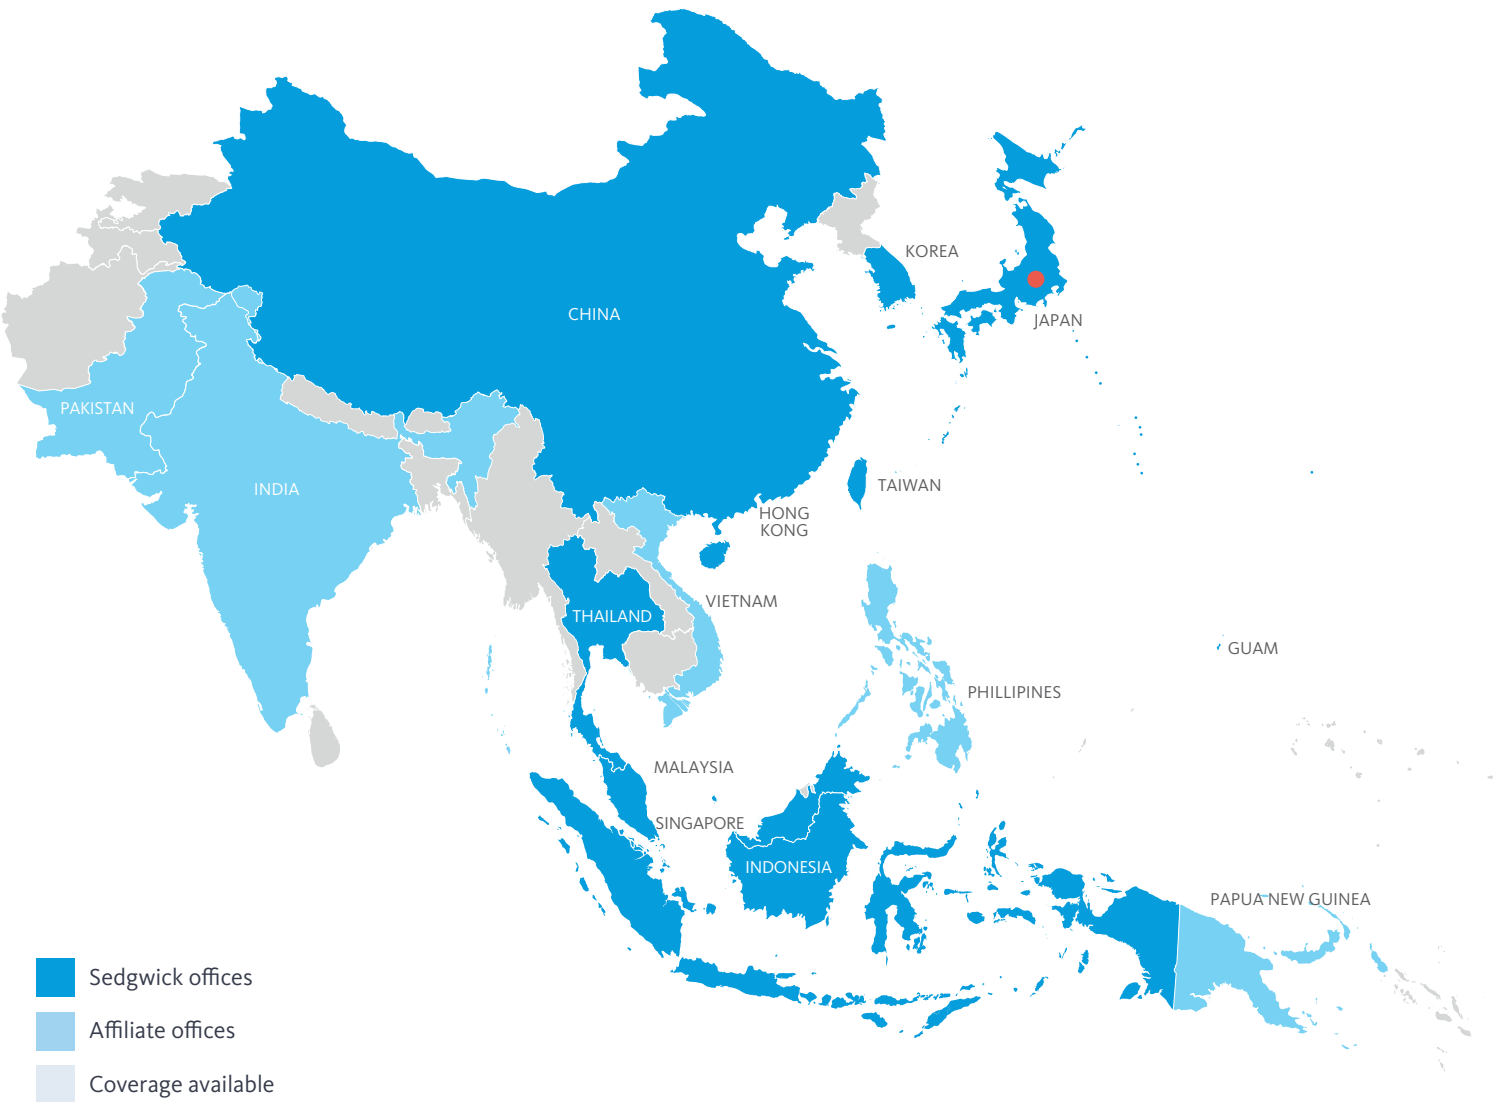 KOREA
CHINA
JAPAN
PAKISTAN
INDIA
TAIWAN
HONG
KONG
VIETNAM
THAILAND
GUAM
PHILLIPINES
MALAYSIA
SINGAPORE
INDONESIA
PAPUA NEW GUINEA
Sedgwick offices
Affiliate offices
Coverage available